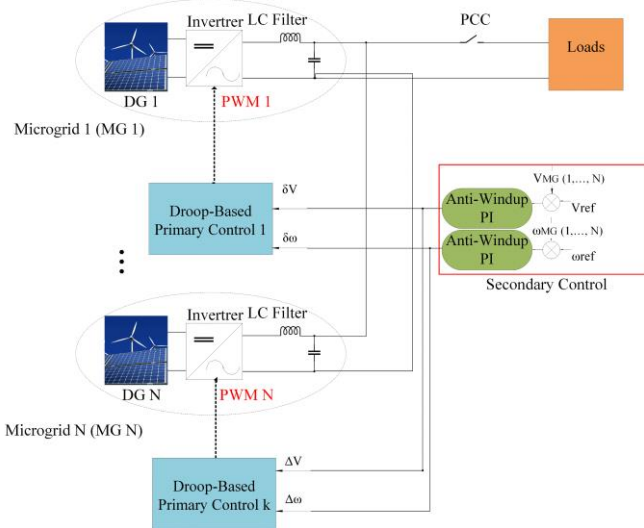 Invertrer LC Filter
PCC
Loads
DG 1
PWM 1
Microgrid 1 (MG 1)
VMG (1,..., N)
δV
Anti-Windup
PI
Vref
Droop-Based
Primary Control 1
ωMG (1,..., N)
δω
Anti-Windup
PI
ωref
Secondary Control
Invertrer LC Filter
DG N
PWM N
Microgrid N (MG N)
ΔV
Droop-Based
Primary Control k
Δω